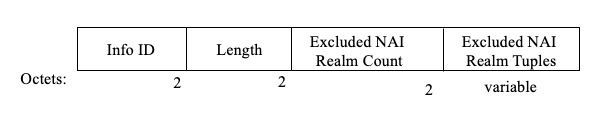 Info ID
Length
Excluded NAI
Realm Count
Excluded NAI
Realm Tuples
Octets:
2
2
2
variable